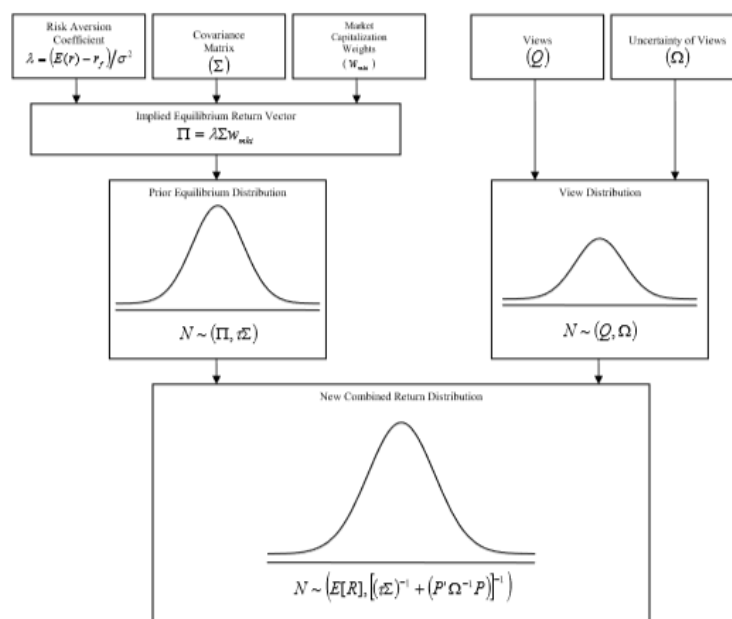 Risk Aversion
Coefficient
λ = (E(r) − r_f)/σ²
Covariance
Matrix
(Σ)
Market
Capitalization
Weights
(w_mkt)
Views
(Q)
Uncertainty of Views
(Ω)
Implied Equilibrium Return Vector
Π = λΣw_mkt
Prior Equilibrium Distribution
N ~ (Π, τΣ)
View Distribution
N ~ (Q, Ω)
New Combined Return Distribution
N ~ (E[R], [(τΣ)⁻¹ + (P'Ω⁻¹P)]⁻¹)